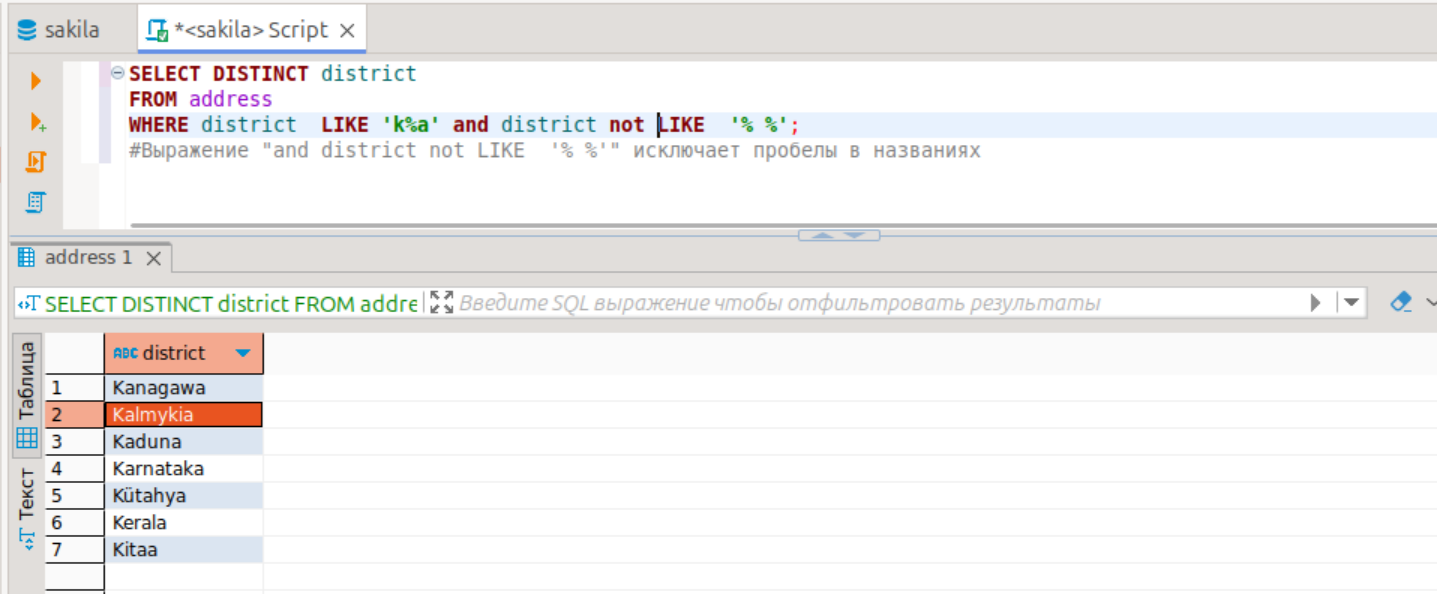 sakila
*<sakila> Script
SELECT DISTINCT district
FROM address
WHERE district  LIKE 'k%a' and district not LIKE  '% %';
#Выражение "and district not LIKE  '% %'" исключает пробелы в названиях
address 1
SELECT DISTINCT district FROM addre
Введите SQL выражение чтобы отфильтровать результаты
Таблица
Текст
ABC district
1 Kanagawa
2 Kalmykia
3 Kaduna
4 Karnataka
5 Kütahya
6 Kerala
7 Kitaa